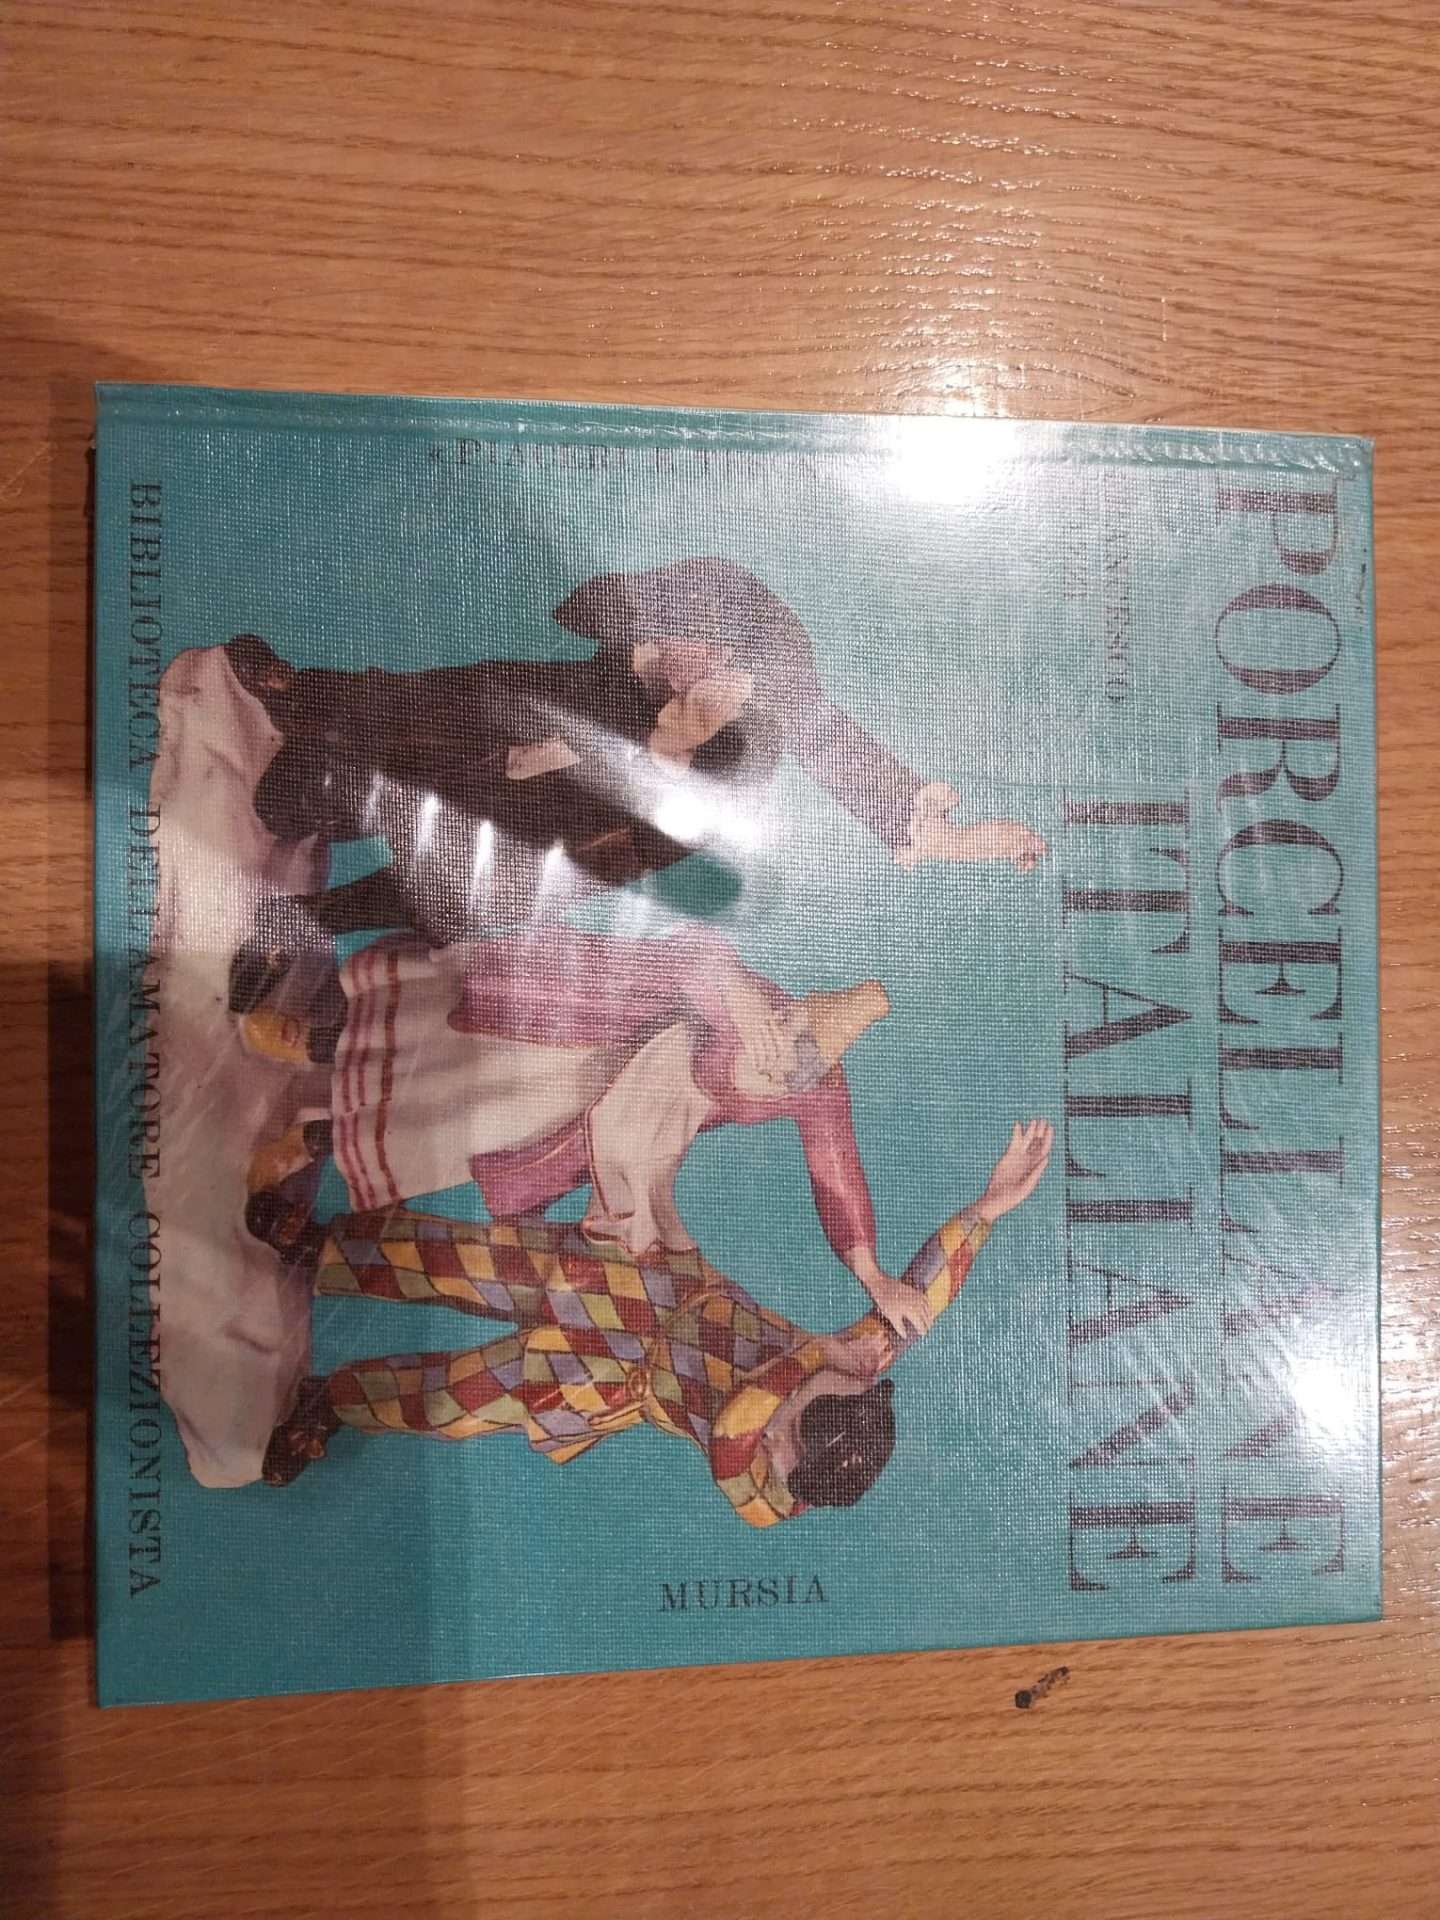 PORCELLANE
ITALIANE
MURSIA
BIBLIOTECA DELL'AMATORE COLLEZIONISTA